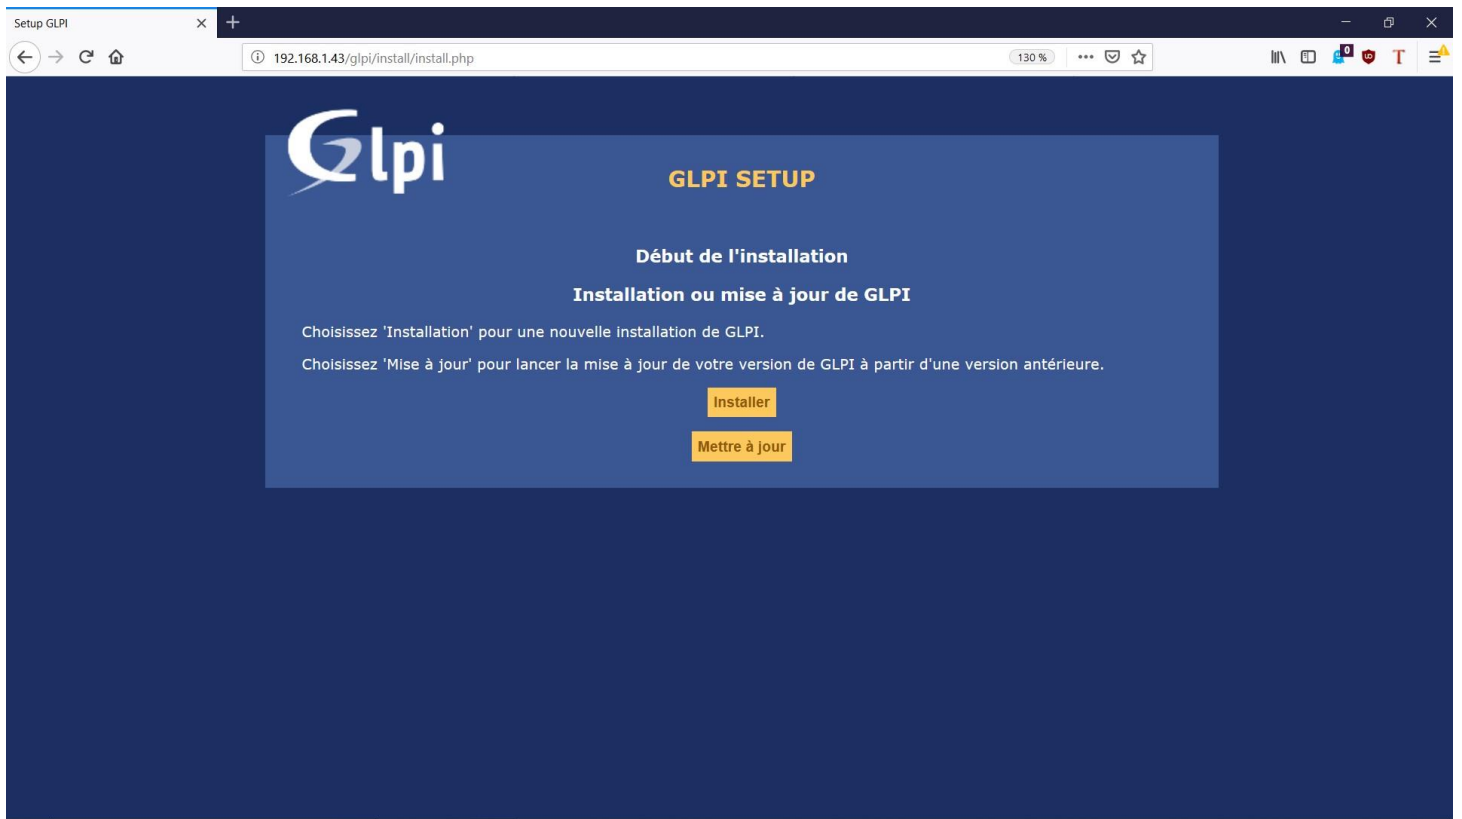 Setup GLPI
192.168.1.43/glpi/install/install.php
130 %
0
T
Glpi
GLPI SETUP
Début de l'installation
Installation ou mise à jour de GLPI
Choisissez 'Installation' pour une nouvelle installation de GLPI.
Choisissez 'Mise à jour' pour lancer la mise à jour de votre version de GLPI à partir d'une version antérieure.
Installer
Mettre à jour